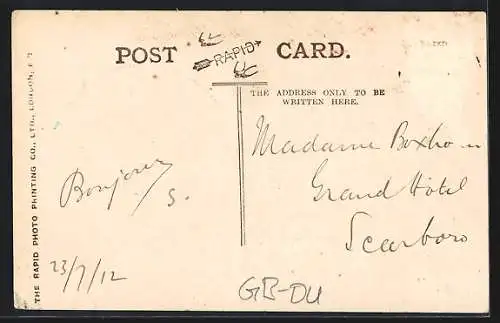 POST RAPID CARD.
THE ADDRESS ONLY TO BE
WRITTEN HERE.
THE RAPID PHOTO PRINTING CO., LTD., LONDON,
Bonjour
S.
23/7/12
Madame
Grand Hotel
Scarboro
GB-DU